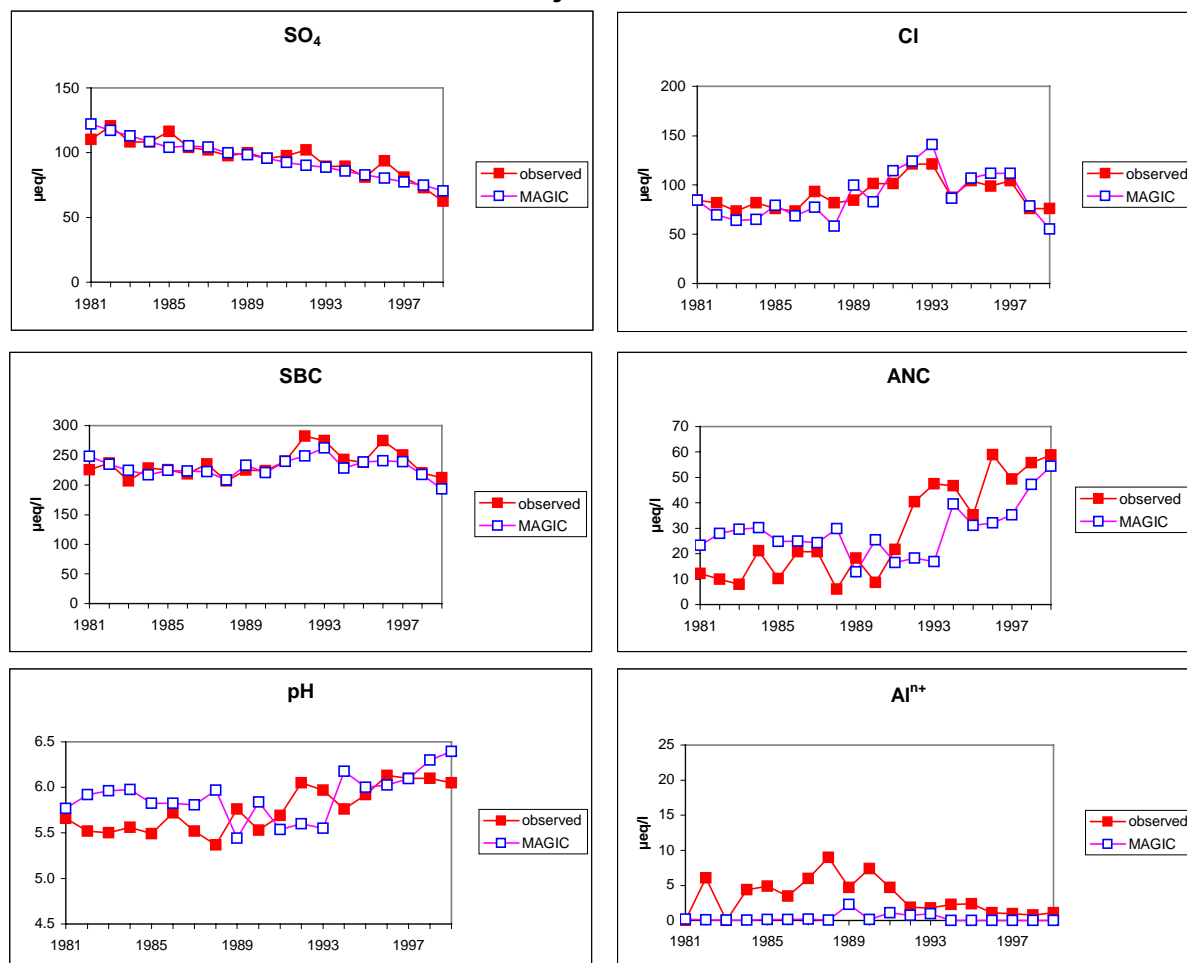 SO4
150
100
50
0
µeq/l
1981 1985 1989 1993 1997
observed
MAGIC
Cl
200
150
100
50
0
µeq/l
1981 1985 1989 1993 1997
observed
MAGIC
SBC
300
250
200
150
100
50
0
µeq/l
1981 1985 1989 1993 1997
observed
MAGIC
ANC
70
60
50
40
30
20
10
0
µeq/l
1981 1985 1989 1993 1997
observed
MAGIC
pH
6.5
6.0
5.5
5.0
4.5
1981 1985 1989 1993 1997
observed
MAGIC
Alⁿ⁺
25
20
15
10
5
0
µeq/l
1981 1985 1989 1993 1997
observed
MAGIC